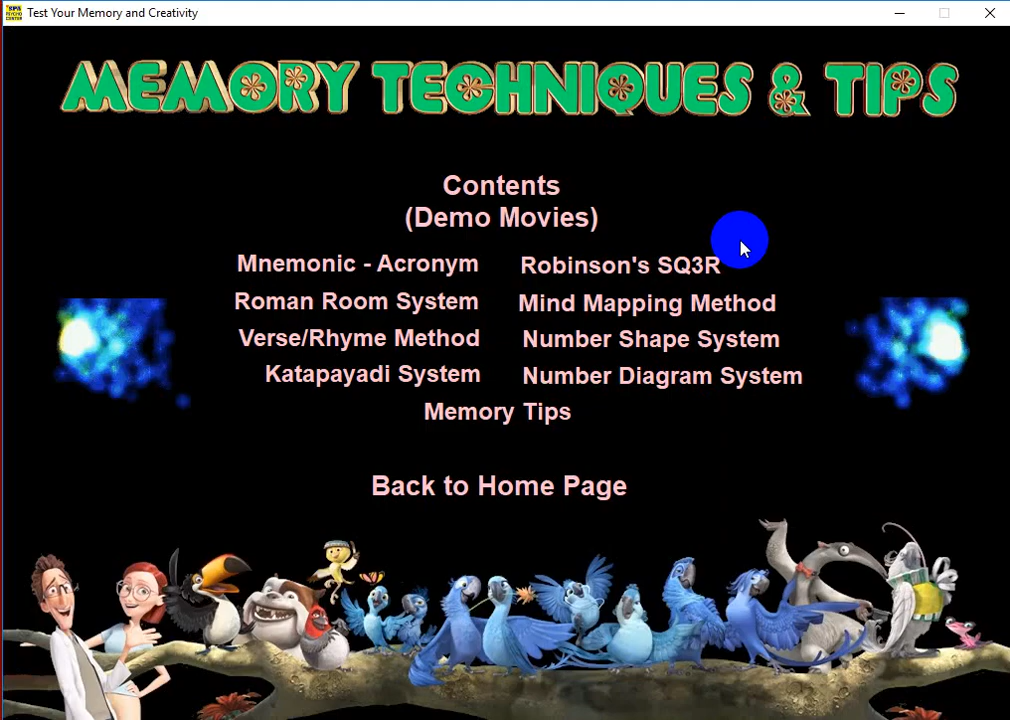 Test Your Memory and Creativity
MEMORY TECHNIQUES & TIPS
Contents
(Demo Movies)
Mnemonic - Acronym
Robinson's SQ3R
Roman Room System
Mind Mapping Method
Verse/Rhyme Method
Number Shape System
Katapayadi System
Number Diagram System
Memory Tips
Back to Home Page